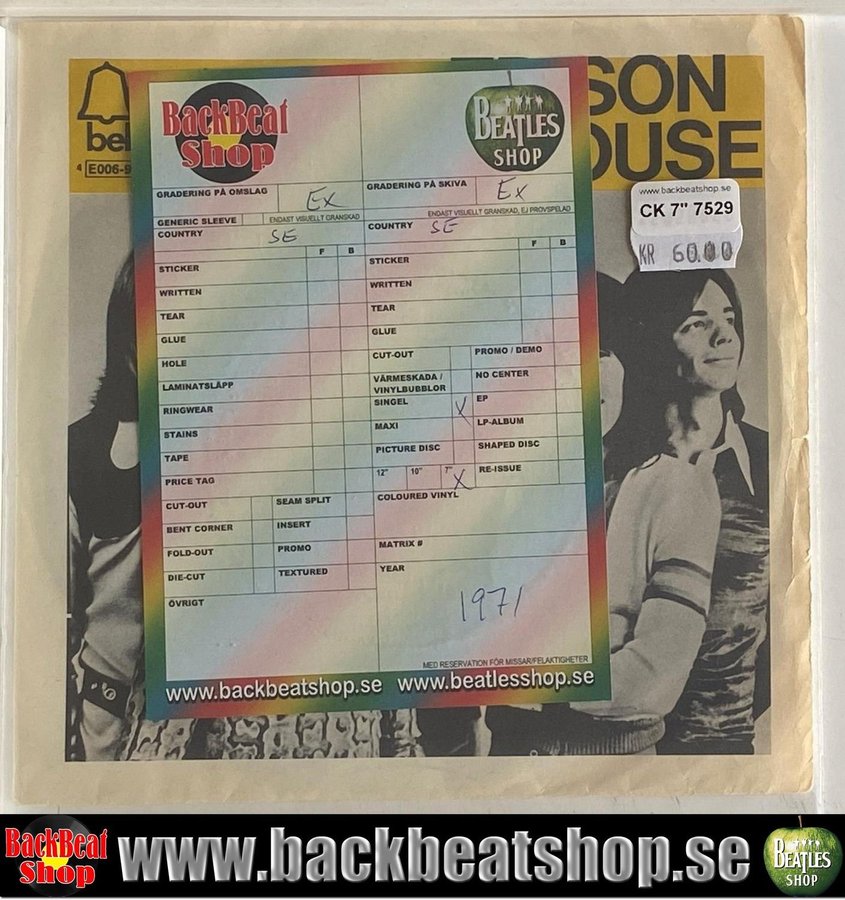 bel
SON
OUSE
4 E006-9
BackBeat
Shop
BEATLES
SHOP
GRADERING PÅ OMSLAG Ex
GRADERING PÅ SKIVA Ex
GENERIC SLEEVE
ENDAST VISUELLT GRANSKAD
ENDAST VISUELLT GRANSKAD, EJ PROVSPELAD
COUNTRY SE
COUNTRY SE
F B
F B
STICKER
WRITTEN
TEAR
GLUE
HOLE
LAMINATSLÄPP
RINGWEAR
STAINS
TAPE
PRICE TAG
CUT-OUT
SEAM SPLIT
BENT CORNER
INSERT
FOLD-OUT
PROMO
DIE-CUT
TEXTURED
ÖVRIGT
STICKER
WRITTEN
TEAR
GLUE
CUT-OUT
PROMO / DEMO
VÄRMESKADA /
VINYLBUBBLOR
NO CENTER
SINGEL X
EP
MAXI
LP-ALBUM
PICTURE DISC
SHAPED DISC
12" 10" 7" X
RE-ISSUE
COLOURED VINYL
MATRIX #
YEAR
1971
MED RESERVATION FÖR MISSAR/FELAKTIGHETER
www.backbeatshop.se www.beatlesshop.se
www.backbeatshop.se
CK 7" 7529
KR 60.00
BackBeat
Shop
www.backbeatshop.se
BEATLES
SHOP